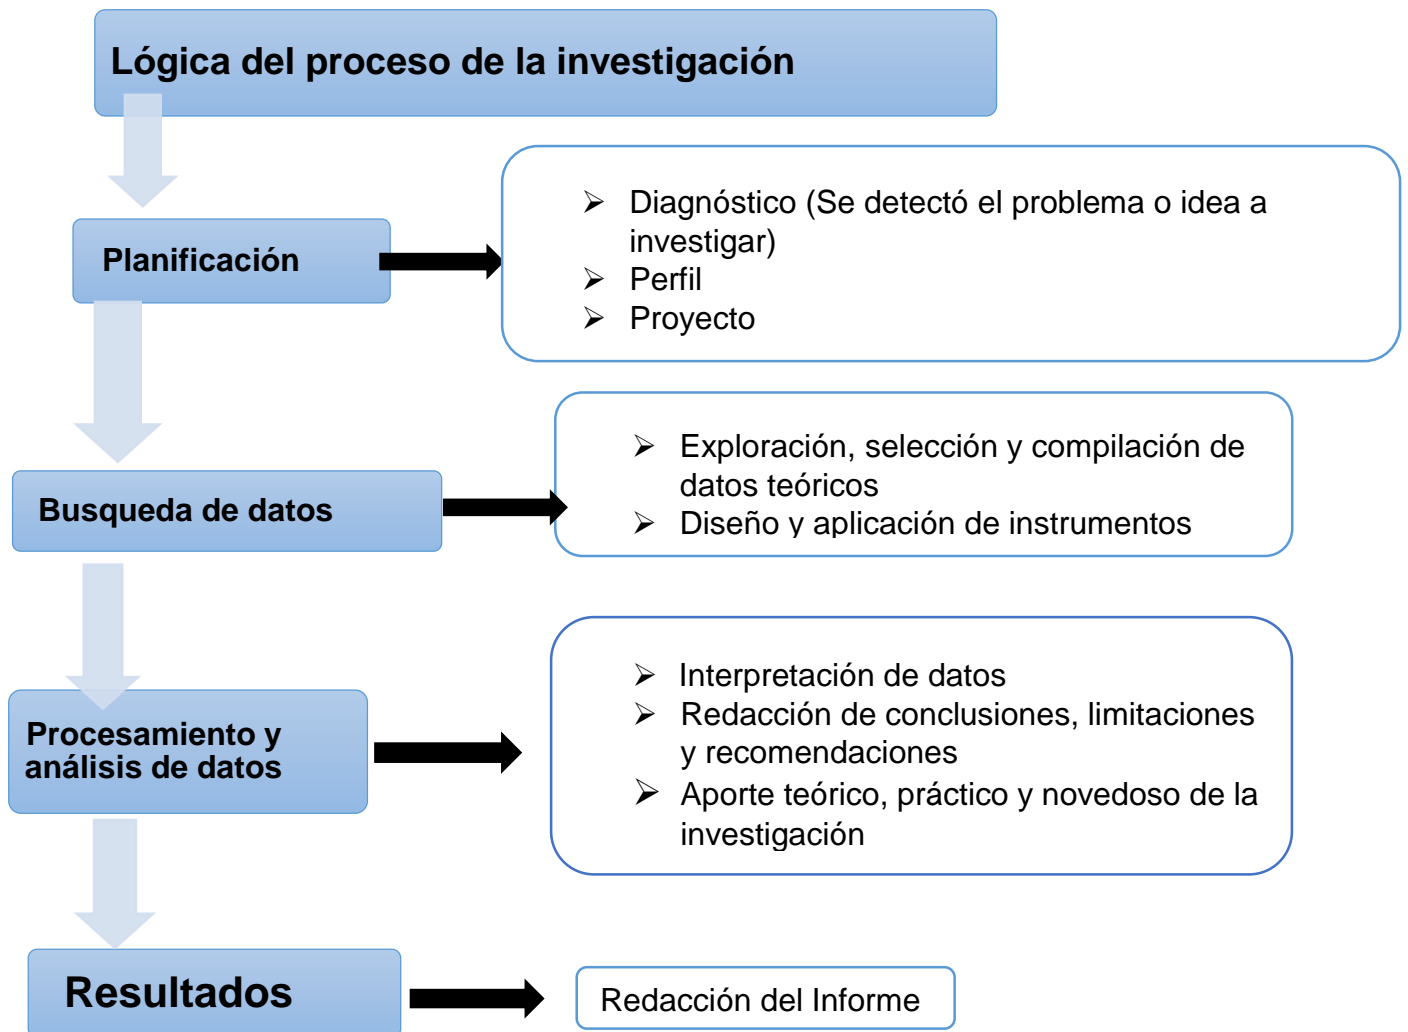 Lógica del proceso de la investigación
Planificación
➢ Diagnóstico (Se detectó el problema o idea a
investigar)
➢ Perfil
➢ Proyecto
Busqueda de datos
➢ Exploración, selección y compilación de
datos teóricos
➢ Diseño y aplicación de instrumentos
Procesamiento y
análisis de datos
➢ Interpretación de datos
➢ Redacción de conclusiones, limitaciones
y recomendaciones
➢ Aporte teórico, práctico y novedoso de la
investigación
Resultados
Redacción del Informe